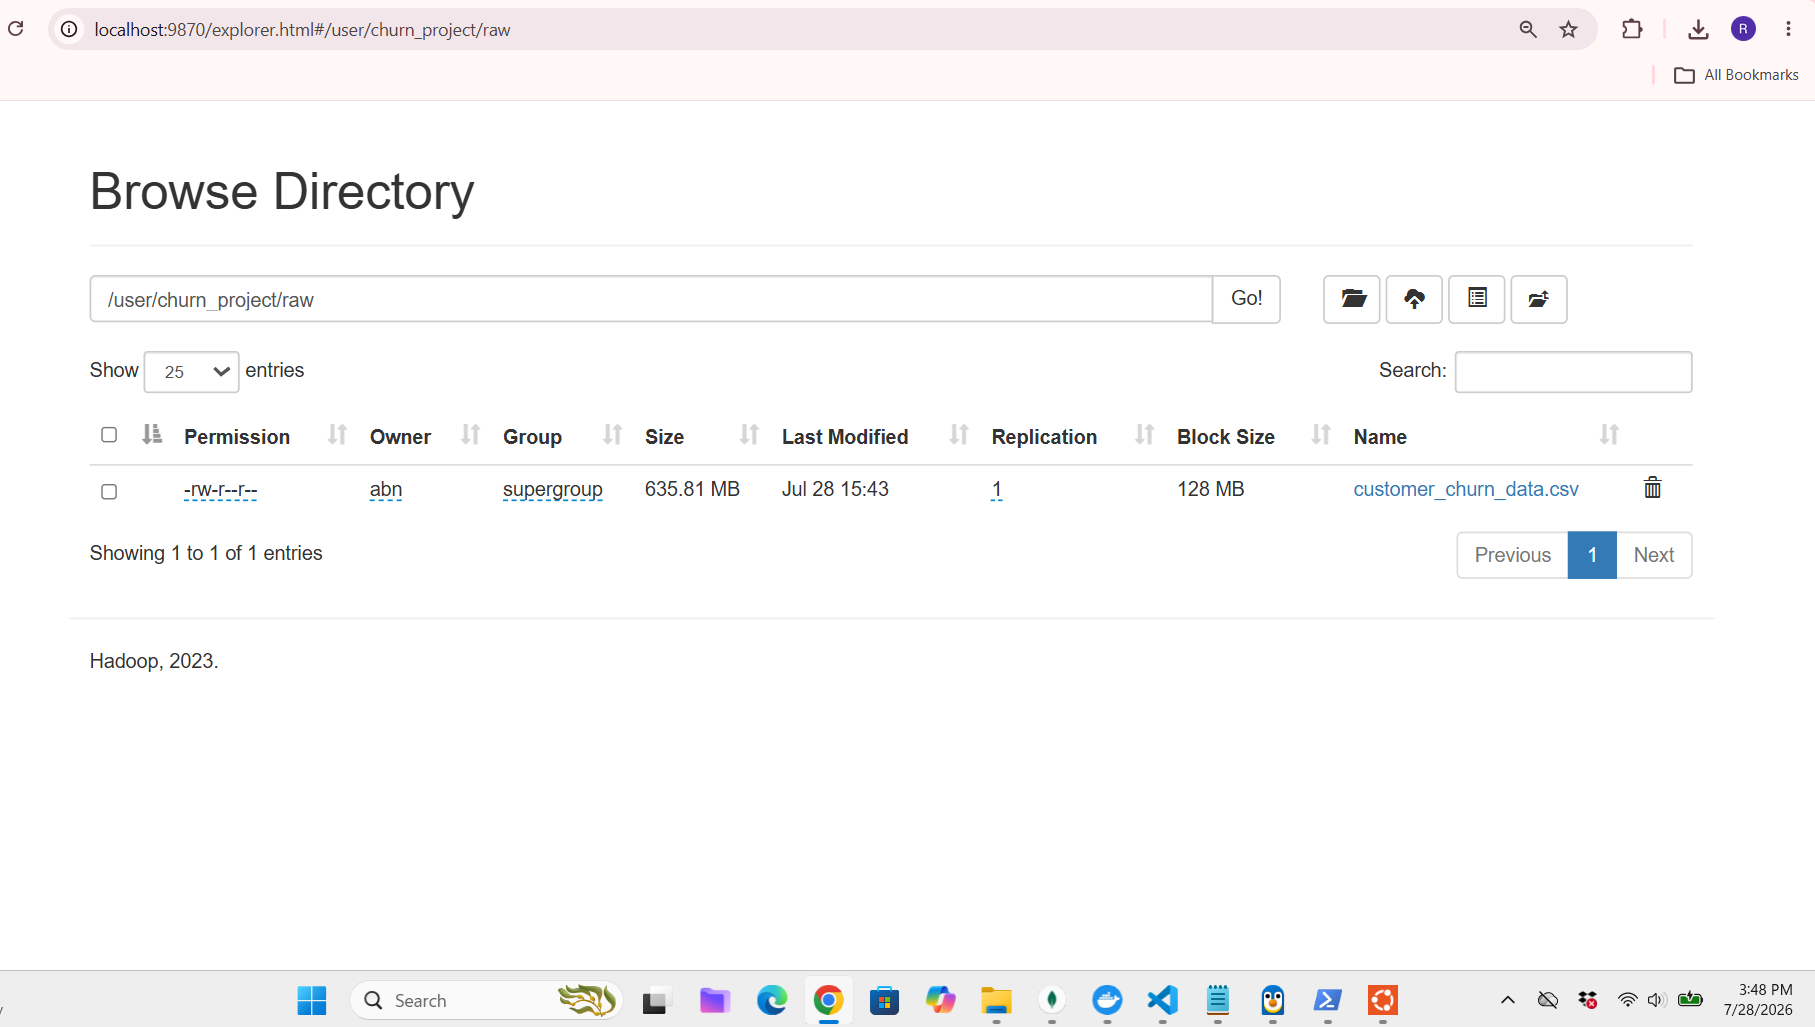 localhost:9870/explorer.html#/user/churn_project/raw
R
All Bookmarks
Browse Directory
/user/churn_project/raw
Go!
Show 25 entries
Search:
Permission Owner Group Size Last Modified Replication Block Size Name
-rw-r--r-- abn supergroup 635.81 MB Jul 28 15:43 1 128 MB customer_churn_data.csv
Showing 1 to 1 of 1 entries
Previous 1 Next
Hadoop, 2023.
Search
3:48 PM
7/28/2026